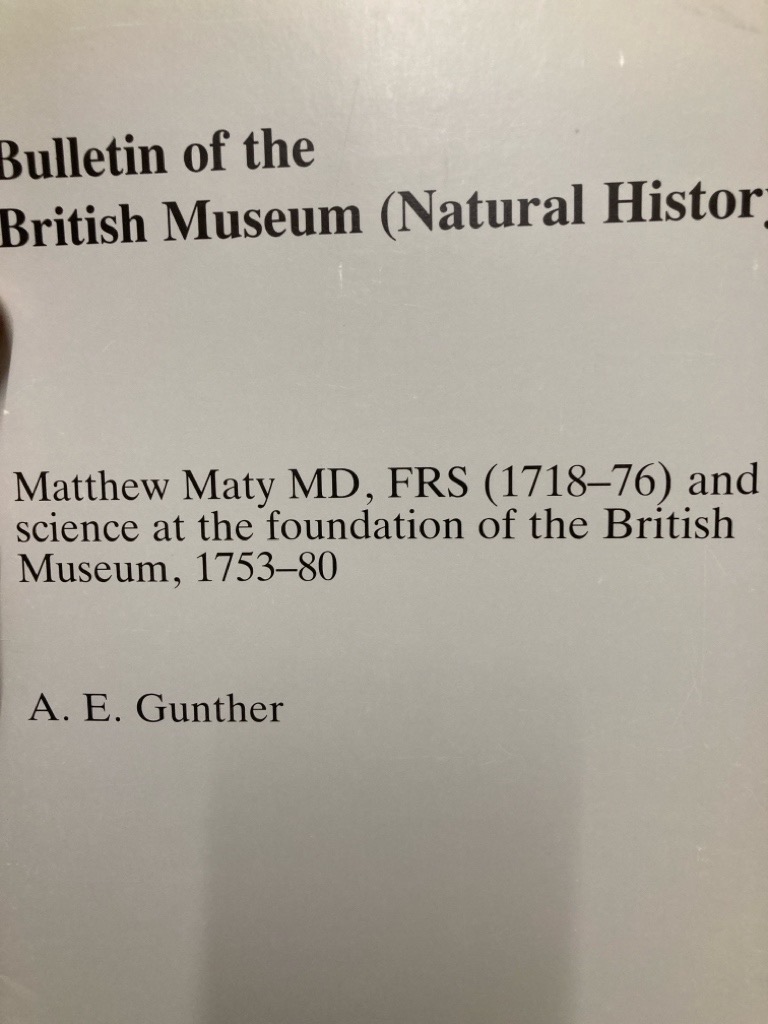 Bulletin of the
British Museum (Natural History
Matthew Maty MD, FRS (1718–76) and
science at the foundation of the British
Museum, 1753–80
A. E. Gunther